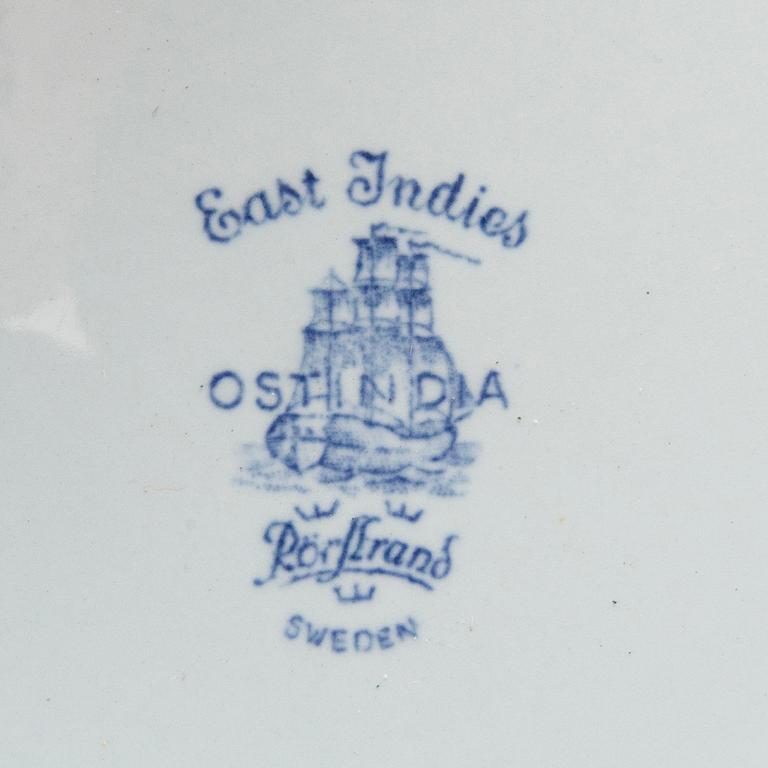 East Indies
OSTINDIA
Rörstrand
SWEDEN